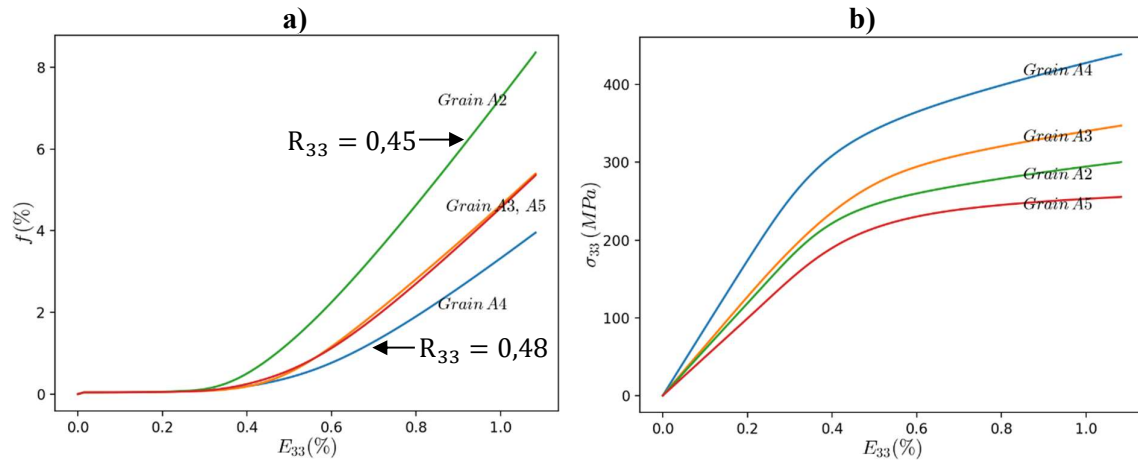 a)
8
6
4
2
0
f(%)
Grain A2
R33 = 0,45
Grain A3, A5
Grain A4
R33 = 0,48
0.0 0.2 0.4 0.6 0.8 1.0
E33(%)
b)
400
300
200
100
0
σ33(MPa)
Grain A4
Grain A3
Grain A2
Grain A5
0.0 0.2 0.4 0.6 0.8 1.0
E33(%)